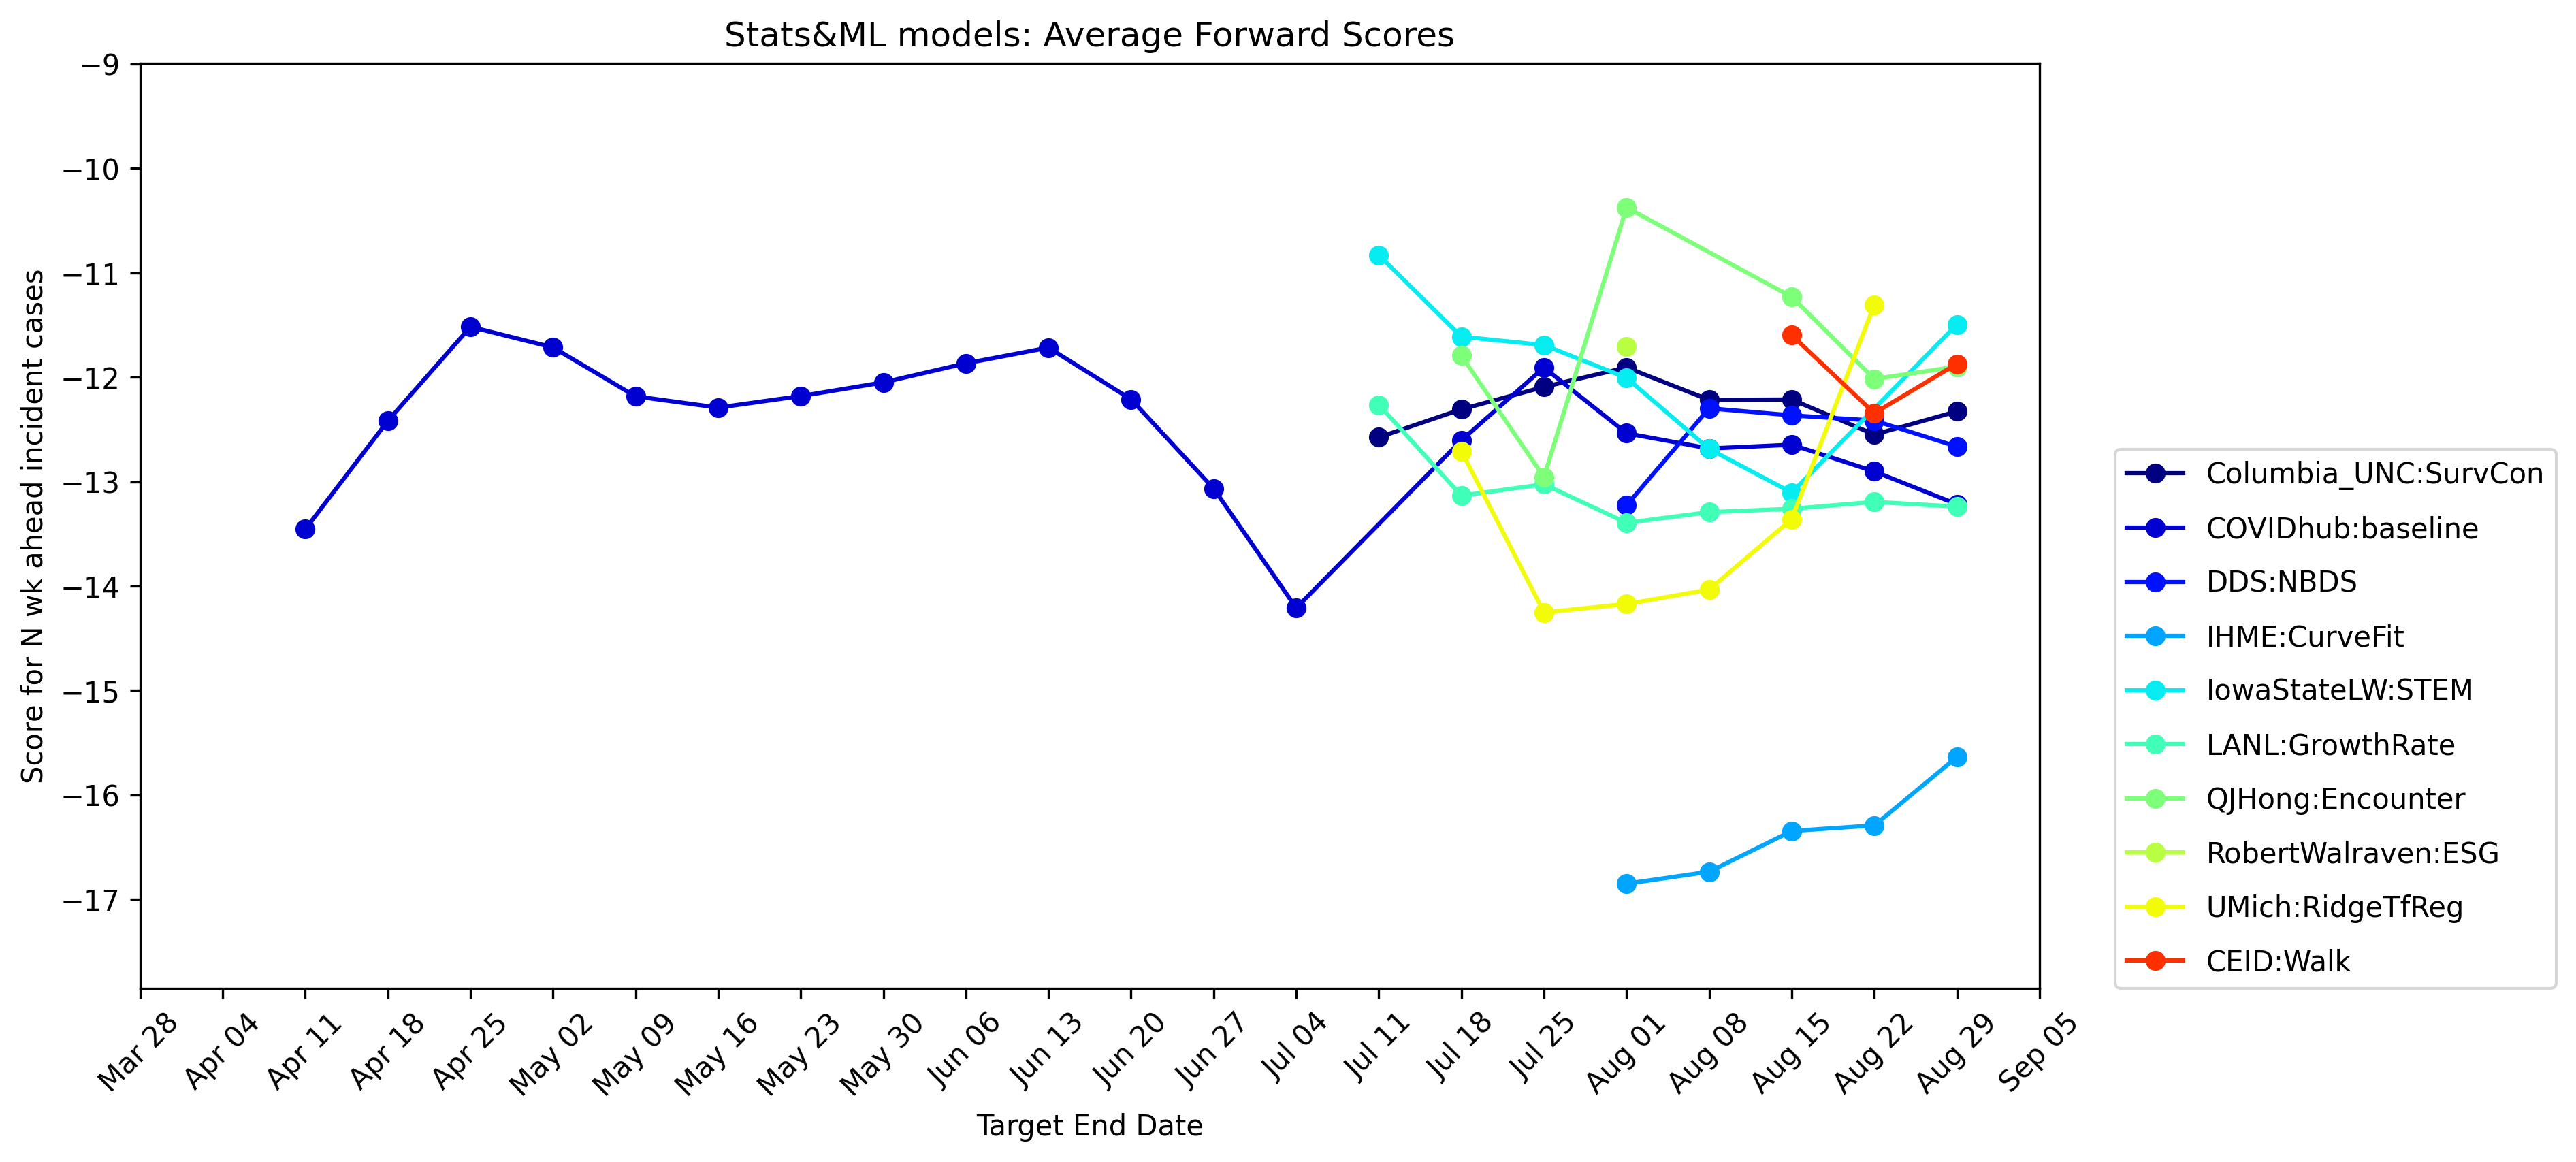 Stats&ML models: Average Forward Scores
Score for N wk ahead incident cases
−9
−10
−11
−12
−13
−14
−15
−16
−17
Mar 28
Apr 04
Apr 11
Apr 18
Apr 25
May 02
May 09
May 16
May 23
May 30
Jun 06
Jun 13
Jun 20
Jun 27
Jul 04
Jul 11
Jul 18
Jul 25
Aug 01
Aug 08
Aug 15
Aug 22
Aug 29
Sep 05
Target End Date
Columbia_UNC:SurvCon
COVIDhub:baseline
DDS:NBDS
IHME:CurveFit
IowaStateLW:STEM
LANL:GrowthRate
QJHong:Encounter
RobertWalraven:ESG
UMich:RidgeTfReg
CEID:Walk